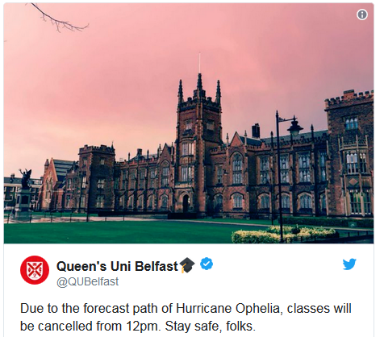 Queen's Uni Belfast🎓
@QUBelfast
Due to the forecast path of Hurricane Ophelia, classes will
be cancelled from 12pm. Stay safe, folks.